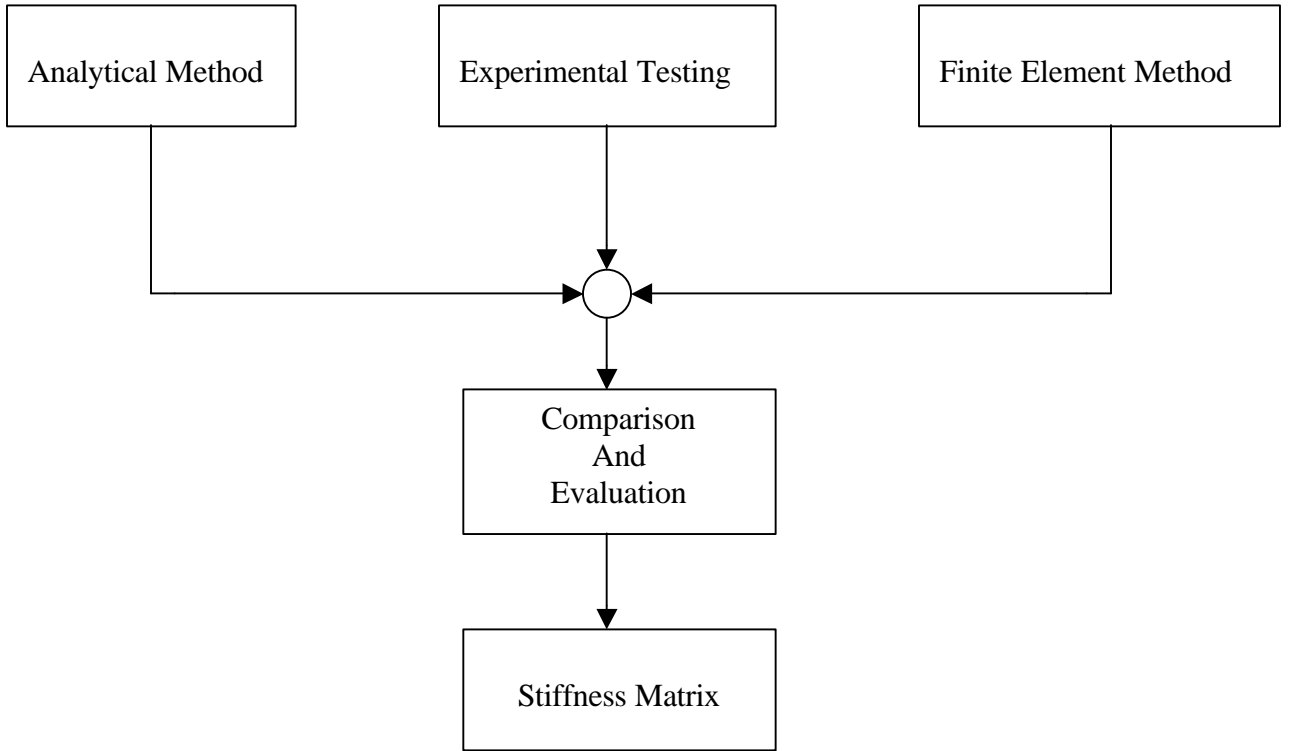 Analytical Method
Experimental Testing
Finite Element Method
Comparison
And
Evaluation
Stiffness Matrix